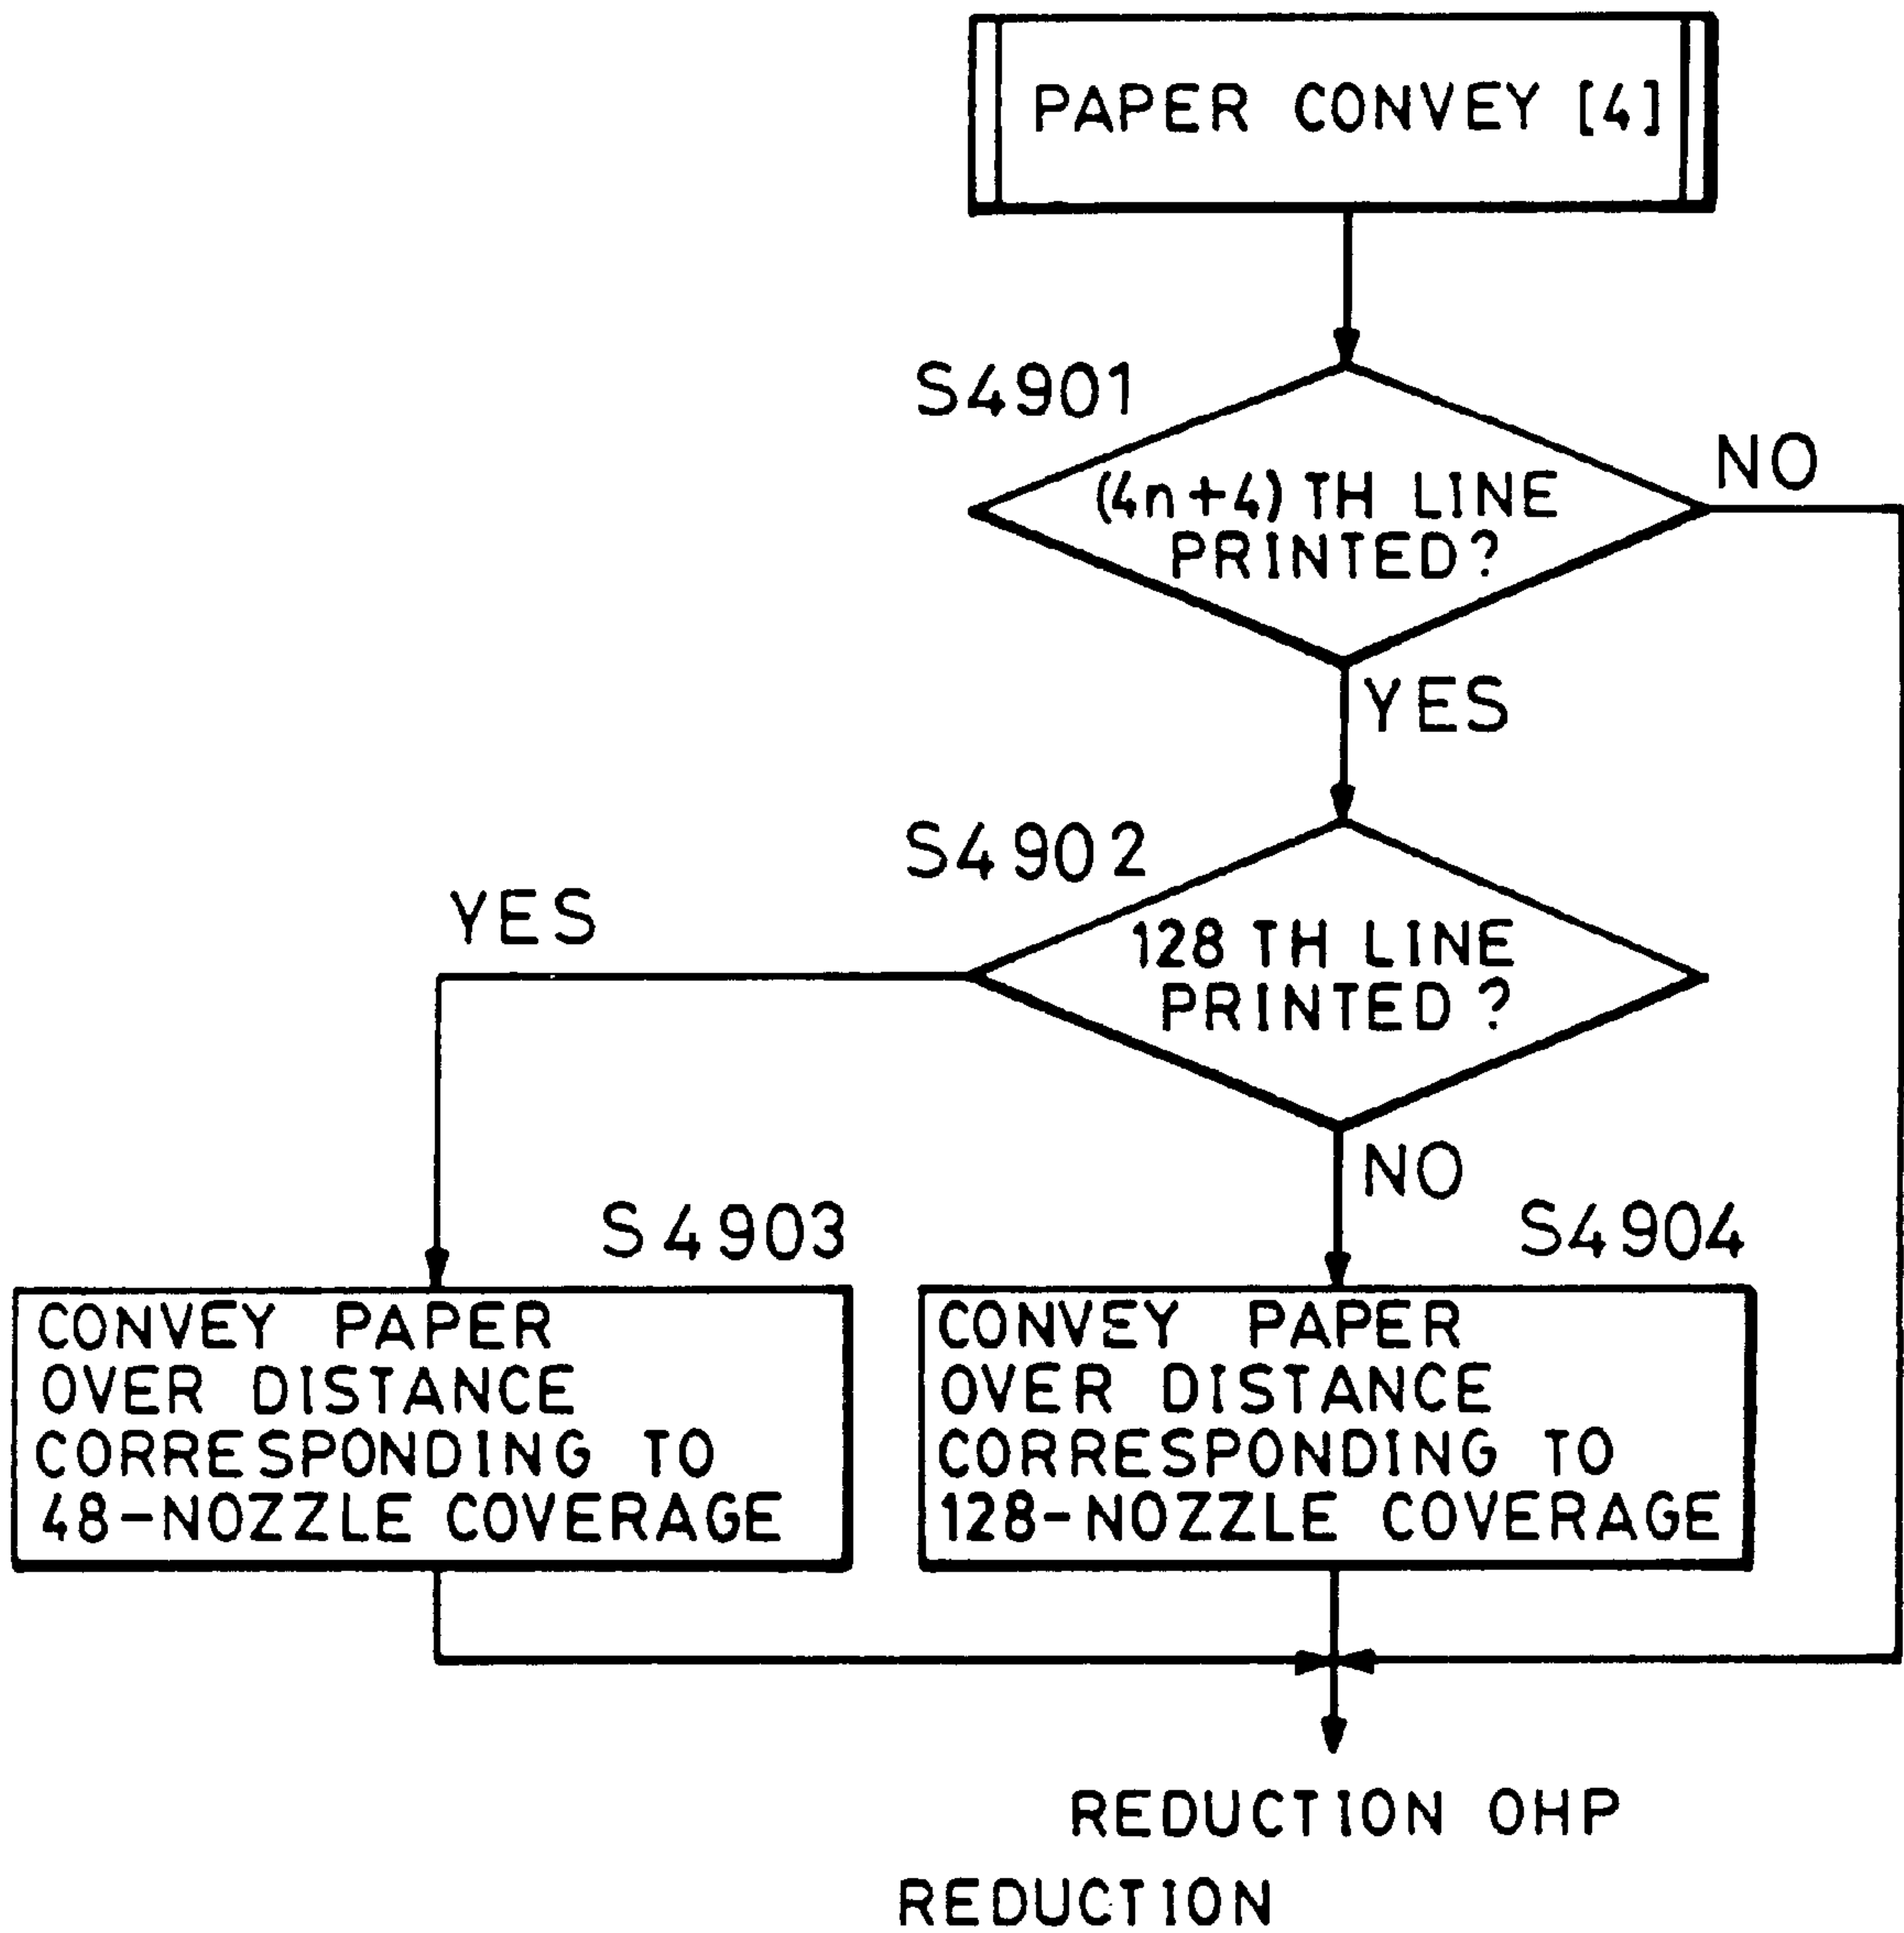 PAPER CONVEY [4]
S4901
(4n+4) TH LINE
PRINTED?
NO
YES
S4902
128 TH LINE
PRINTED?
YES
NO
S4903
CONVEY PAPER
OVER DISTANCE
CORRESPONDING TO
48-NOZZLE COVERAGE
S4904
CONVEY PAPER
OVER DISTANCE
CORRESPONDING TO
128-NOZZLE COVERAGE
REDUCTION OHP
REDUCTION